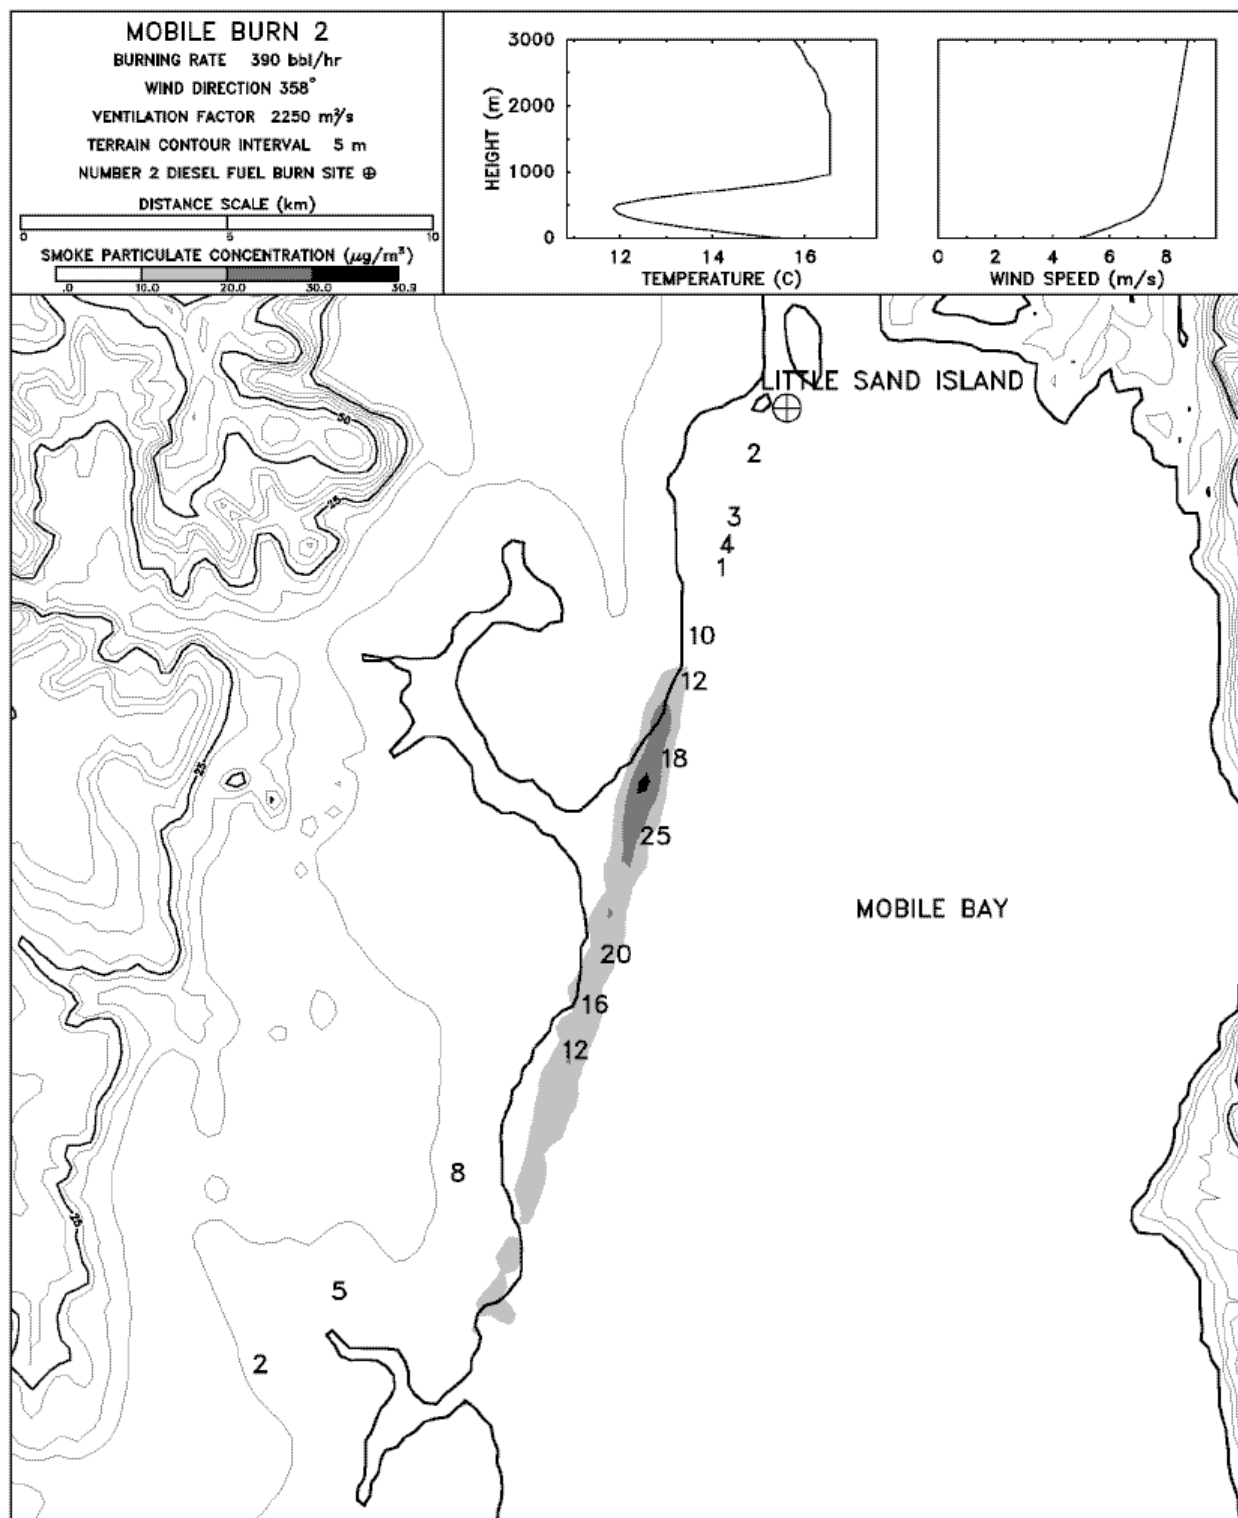 MOBILE BURN 2
BURNING RATE 390 bbl/hr
WIND DIRECTION 358°
VENTILATION FACTOR 2250 m²/s
TERRAIN CONTOUR INTERVAL 5 m
NUMBER 2 DIESEL FUEL BURN SITE ⊕
DISTANCE SCALE (km)
0 5 10
SMOKE PARTICULATE CONCENTRATION (μg/m³)
.0 10.0 20.0 30.0 30.9
3000
2000
1000
0
HEIGHT (m)
12 14 16
TEMPERATURE (C)
0 2 4 6 8
WIND SPEED (m/s)
LITTLE SAND ISLAND
50
2
25
3
4
1
10
12
18
25
25
MOBILE BAY
20
16
12
8
25
5
2